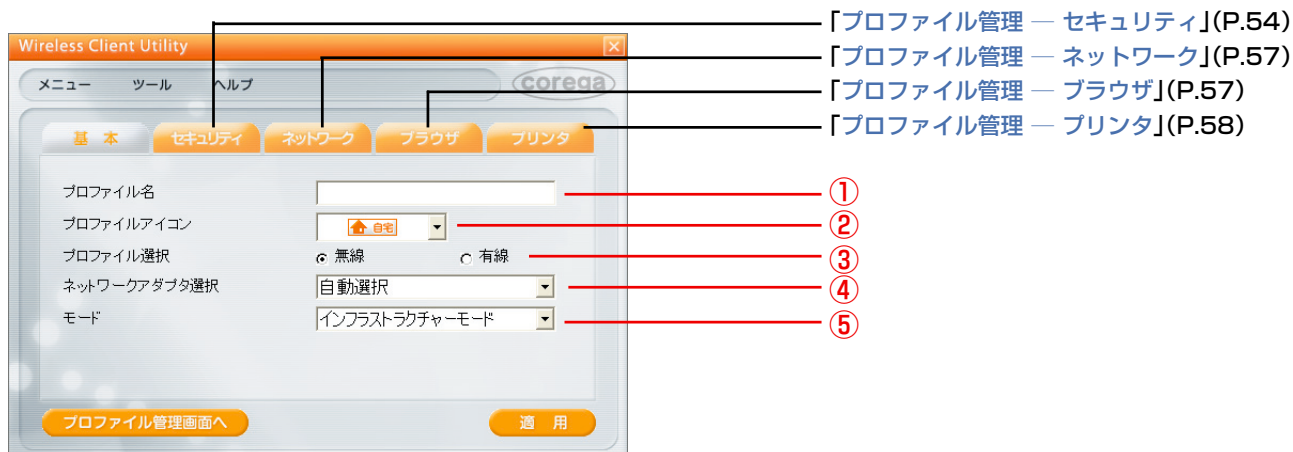 「プロファイル管理 ― セキュリティ」(P.54)
Wireless Client Utility
「プロファイル管理 ― ネットワーク」(P.57)
メニュー ツール ヘルプ
corega
「プロファイル管理 ― ブラウザ」(P.57)
「プロファイル管理 ― プリンタ」(P.58)
基 本 セキュリティ ネットワーク ブラウザ プリンタ
プロファイル名 ①
プロファイルアイコン 自宅 ②
プロファイル選択 無線 有線 ③
ネットワークアダプタ選択 自動選択 ④
モード インフラストラクチャーモード ⑤
プロファイル管理画面へ 適 用